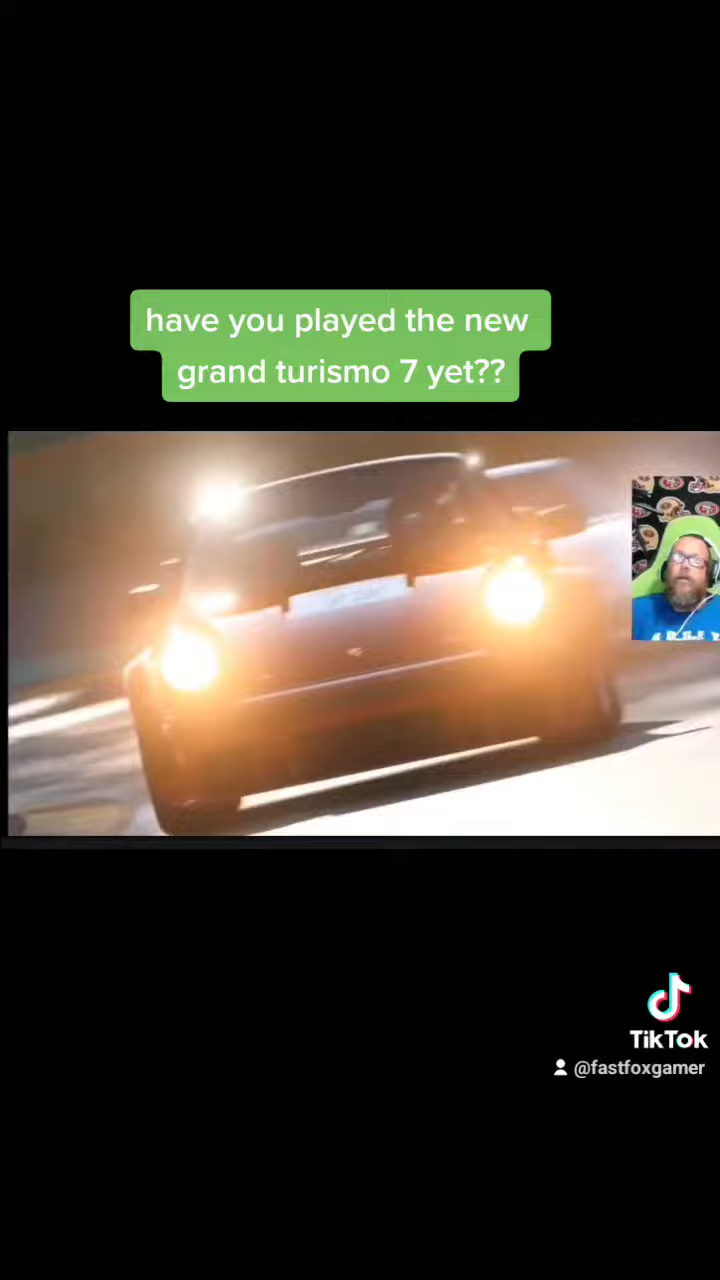 have you played the new
grand turismo 7 yet??
TikTok
@fastfoxgamer